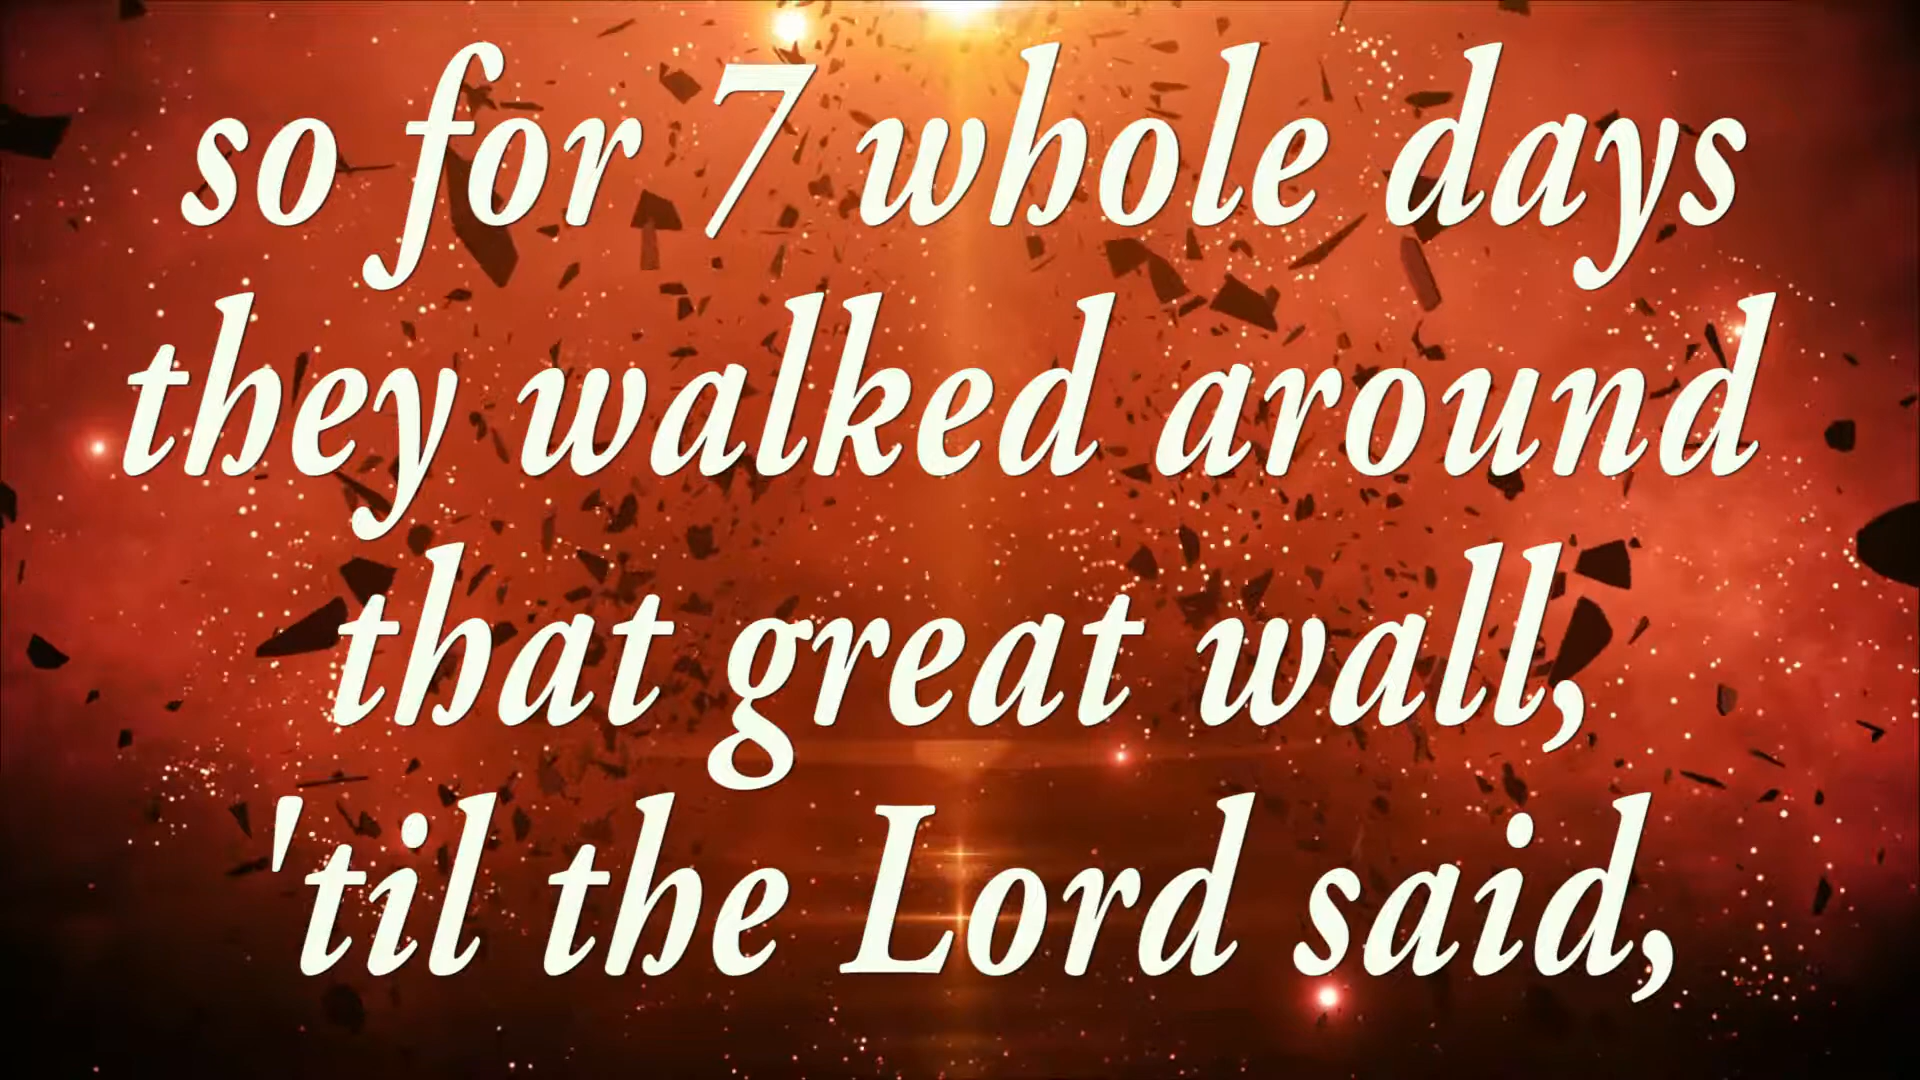 so for 7 whole days
they walked around
that great wall,
'til the Lord said,